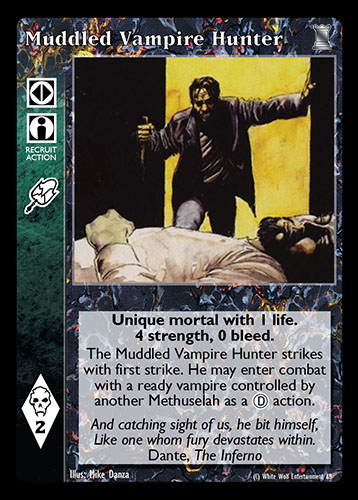 Muddled Vampire Hunter
RECRUIT
ACTION
2
Unique mortal with 1 life.
4 strength, 0 bleed.
The Muddled Vampire Hunter strikes
with first strike. He may enter combat
with a ready vampire controlled by
another Methuselah as a Ⓓ action.
And catching sight of us, he bit himself,
Like one whom fury devastates within.
Dante, The Inferno
Illus: Mike Danza
(C) White Wolf Entertainment AB